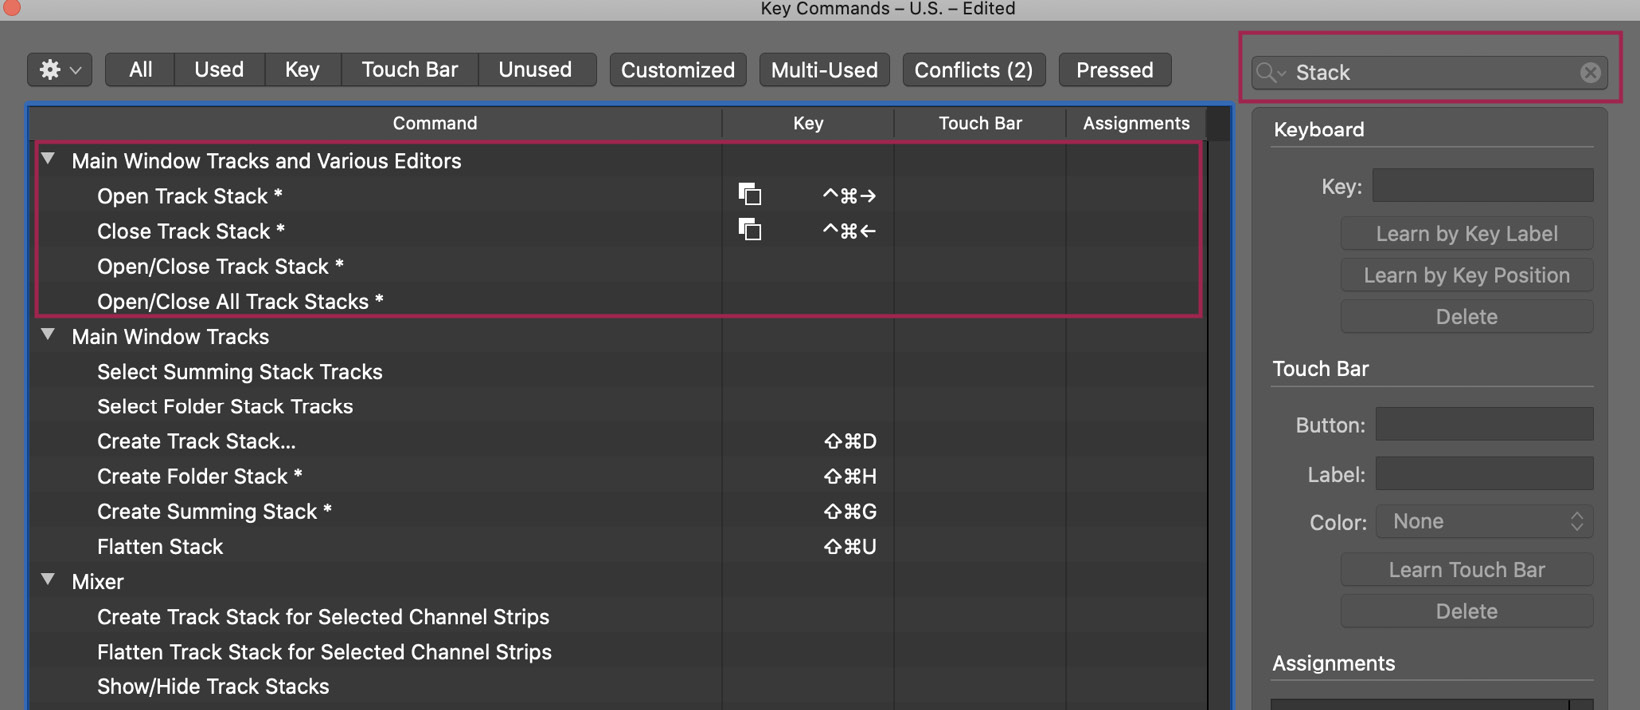 Key Commands – U.S. – Edited
All Used Key Touch Bar Unused Customized Multi-Used Conflicts (2) Pressed
Stack
Command Key Touch Bar Assignments
Main Window Tracks and Various Editors
Open Track Stack * ^⌘→
Close Track Stack * ^⌘←
Open/Close Track Stack *
Open/Close All Track Stacks *
Main Window Tracks
Select Summing Stack Tracks
Select Folder Stack Tracks
Create Track Stack... ⇧⌘D
Create Folder Stack * ⇧⌘H
Create Summing Stack * ⇧⌘G
Flatten Stack ⇧⌘U
Mixer
Create Track Stack for Selected Channel Strips
Flatten Track Stack for Selected Channel Strips
Show/Hide Track Stacks
Keyboard
Key:
Learn by Key Label
Learn by Key Position
Delete
Touch Bar
Button:
Label:
Color: None
Learn Touch Bar
Delete
Assignments